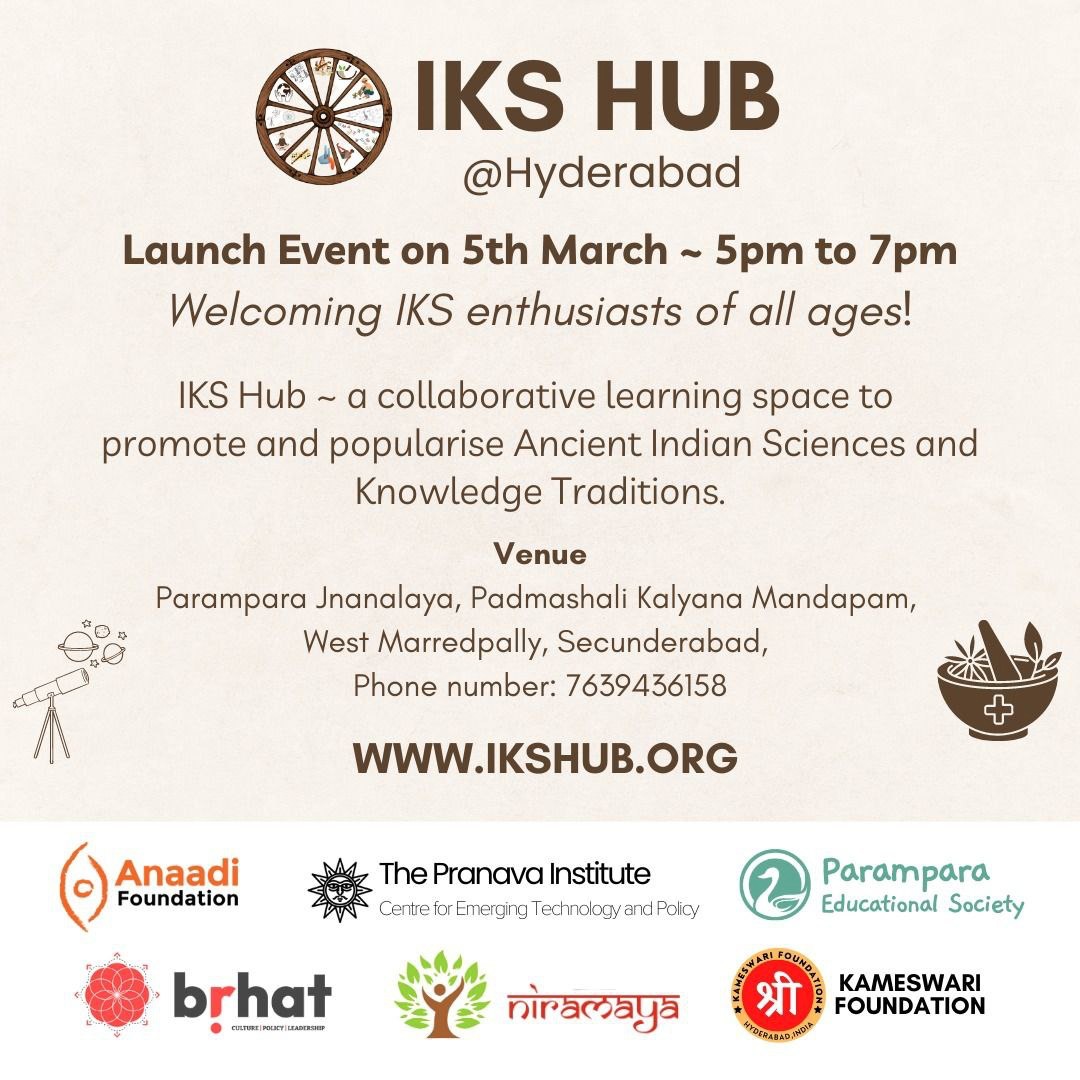 IKS HUB
@Hyderabad
Launch Event on 5th March ~ 5pm to 7pm
Welcoming IKS enthusiasts of all ages!
IKS Hub ~ a collaborative learning space to
promote and popularise Ancient Indian Sciences and
Knowledge Traditions.
Venue
Parampara Jnanalaya, Padmashali Kalyana Mandapam,
West Marredpally, Secunderabad,
Phone number: 7639436158
WWW.IKSHUB.ORG
Anaadi
Foundation
The Pranava Institute
Centre for Emerging Technology and Policy
Parampara
Educational Society
brhat
CULTURE | POLICY | LEADERSHIP
niramaya
KAMESWARI FOUNDATION
श्री
HYDERABAD, INDIA
KAMESWARI
FOUNDATION